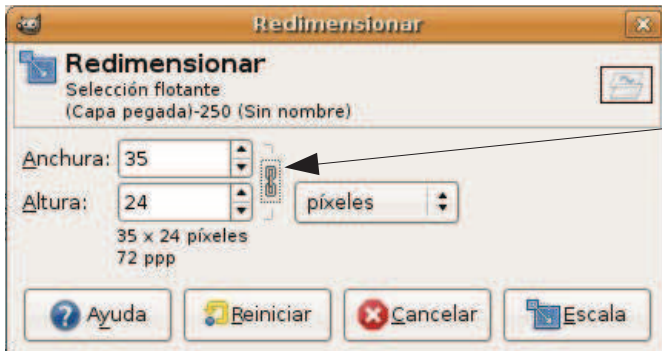 Redimensionar
Redimensionar
Selección flotante
(Capa pegada)-250 (Sin nombre)
Anchura: 35
Altura: 24 píxeles
35 x 24 píxeles
72 ppp
Ayuda Reiniciar Cancelar Escala